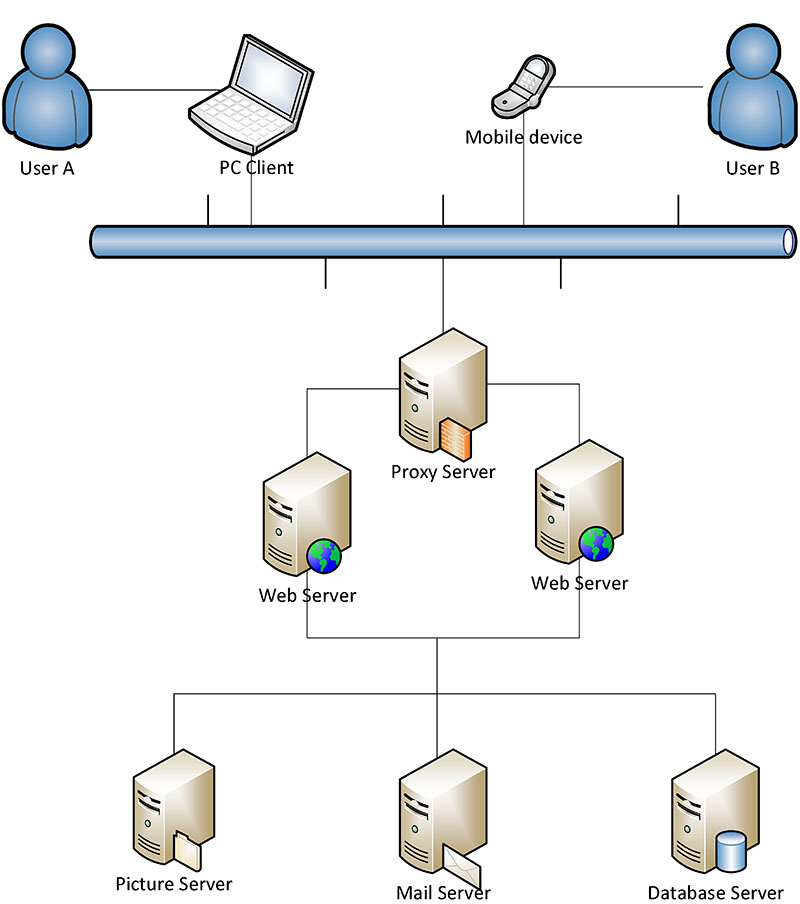 User A
PC Client
Mobile device
User B
Proxy Server
Web Server
Web Server
Picture Server
Mail Server
Database Server